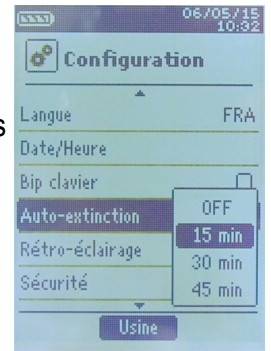 06/05/15
10:32
Configuration
Langue FRA
Date/Heure
Bip clavier
Auto-extinction
OFF
15 min
Rétro-éclairage
30 min
Sécurité
45 min
Usine
s